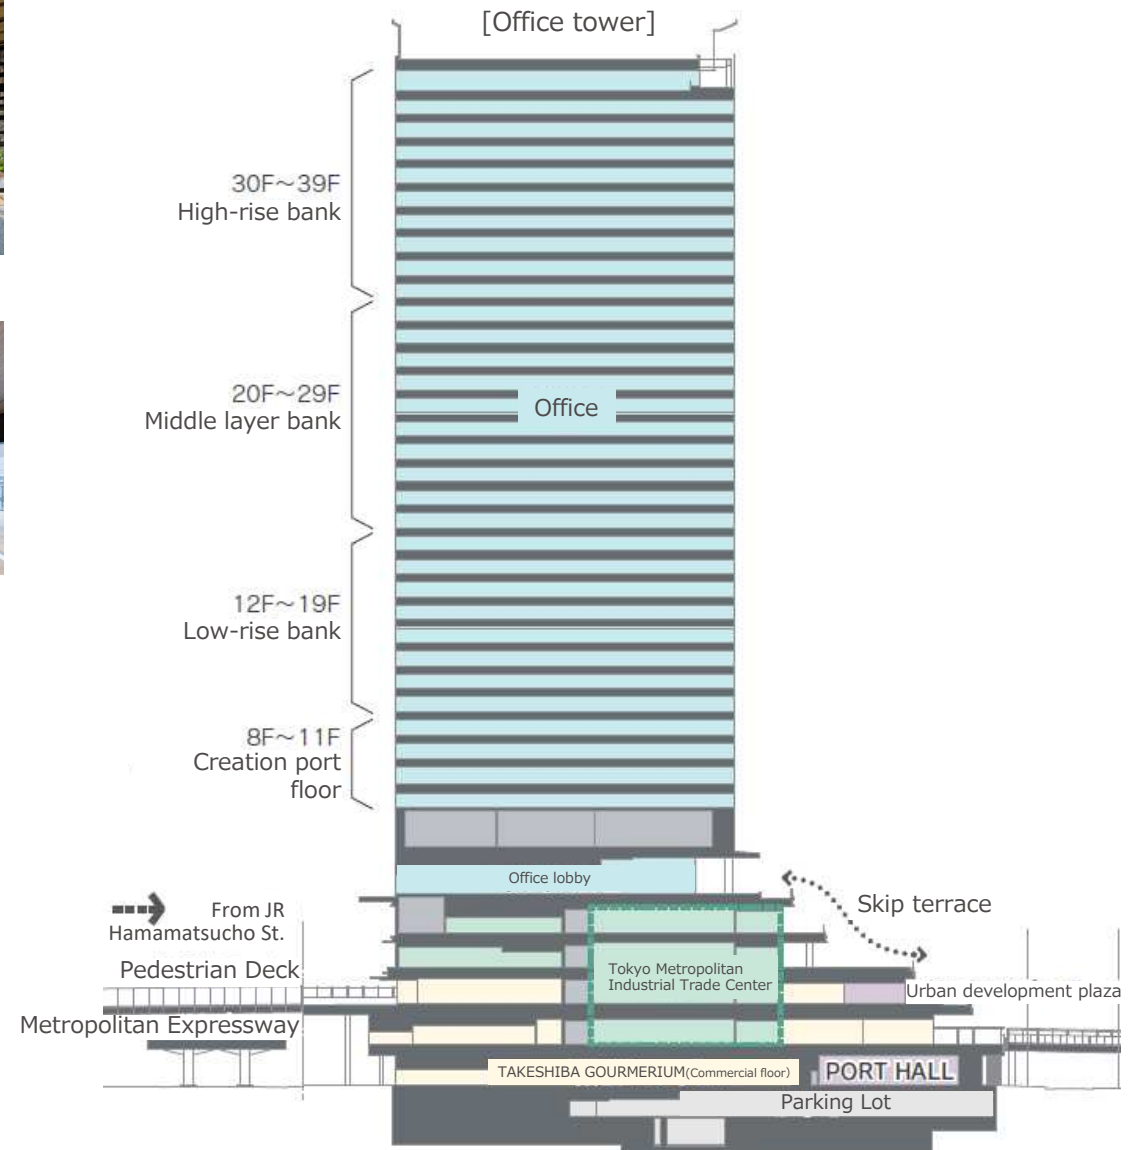 [Office tower]
30F～39F
High-rise bank
20F～29F
Middle layer bank
Office
12F～19F
Low-rise bank
8F～11F
Creation port
floor
Office lobby
From JR
Hamamatsucho St.
Skip terrace
Pedestrian Deck
Tokyo Metropolitan
Industrial Trade Center
Urban development plaza
Metropolitan Expressway
TAKESHIBA GOURMERIUM(Commercial floor)
PORT HALL
Parking Lot